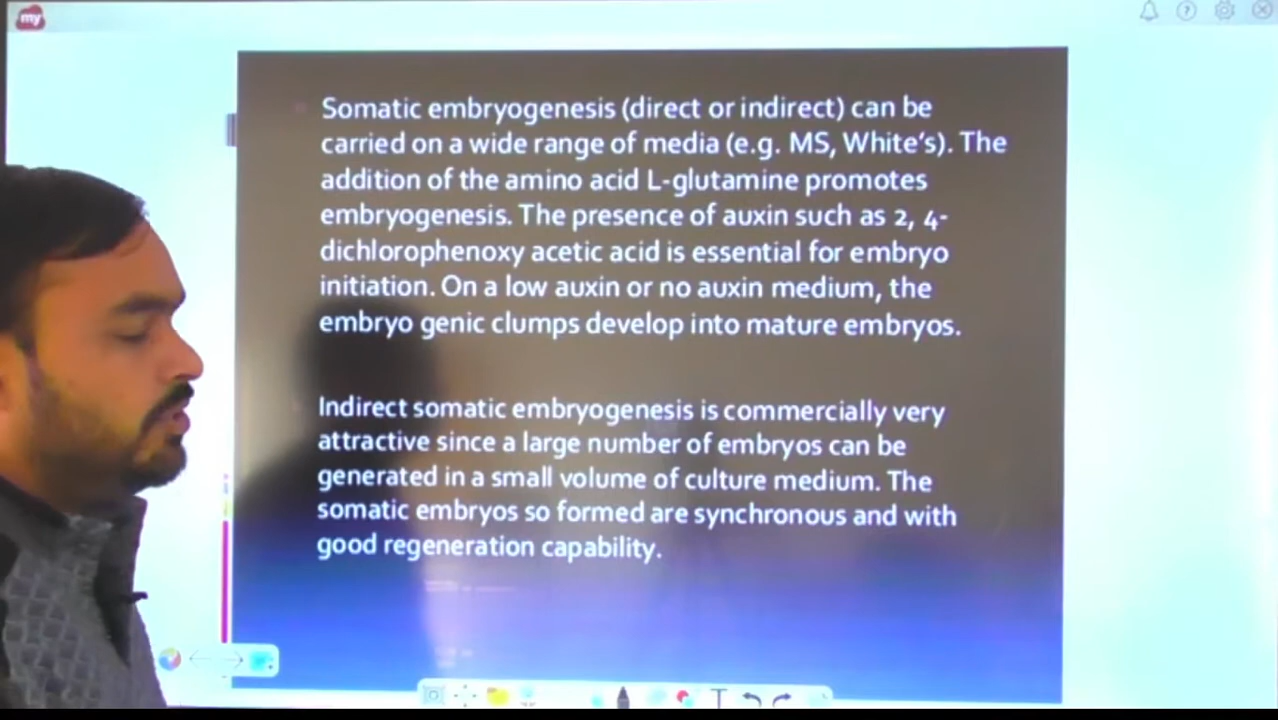 my
Somatic embryogenesis (direct or indirect) can be
carried on a wide range of media (e.g. MS, White's). The
addition of the amino acid L-glutamine promotes
embryogenesis. The presence of auxin such as 2, 4-
dichlorophenoxy acetic acid is essential for embryo
initiation. On a low auxin or no auxin medium, the
embryo genic clumps develop into mature embryos.
Indirect somatic embryogenesis is commercially very
attractive since a large number of embryos can be
generated in a small volume of culture medium. The
somatic embryos so formed are synchronous and with
good regeneration capability.